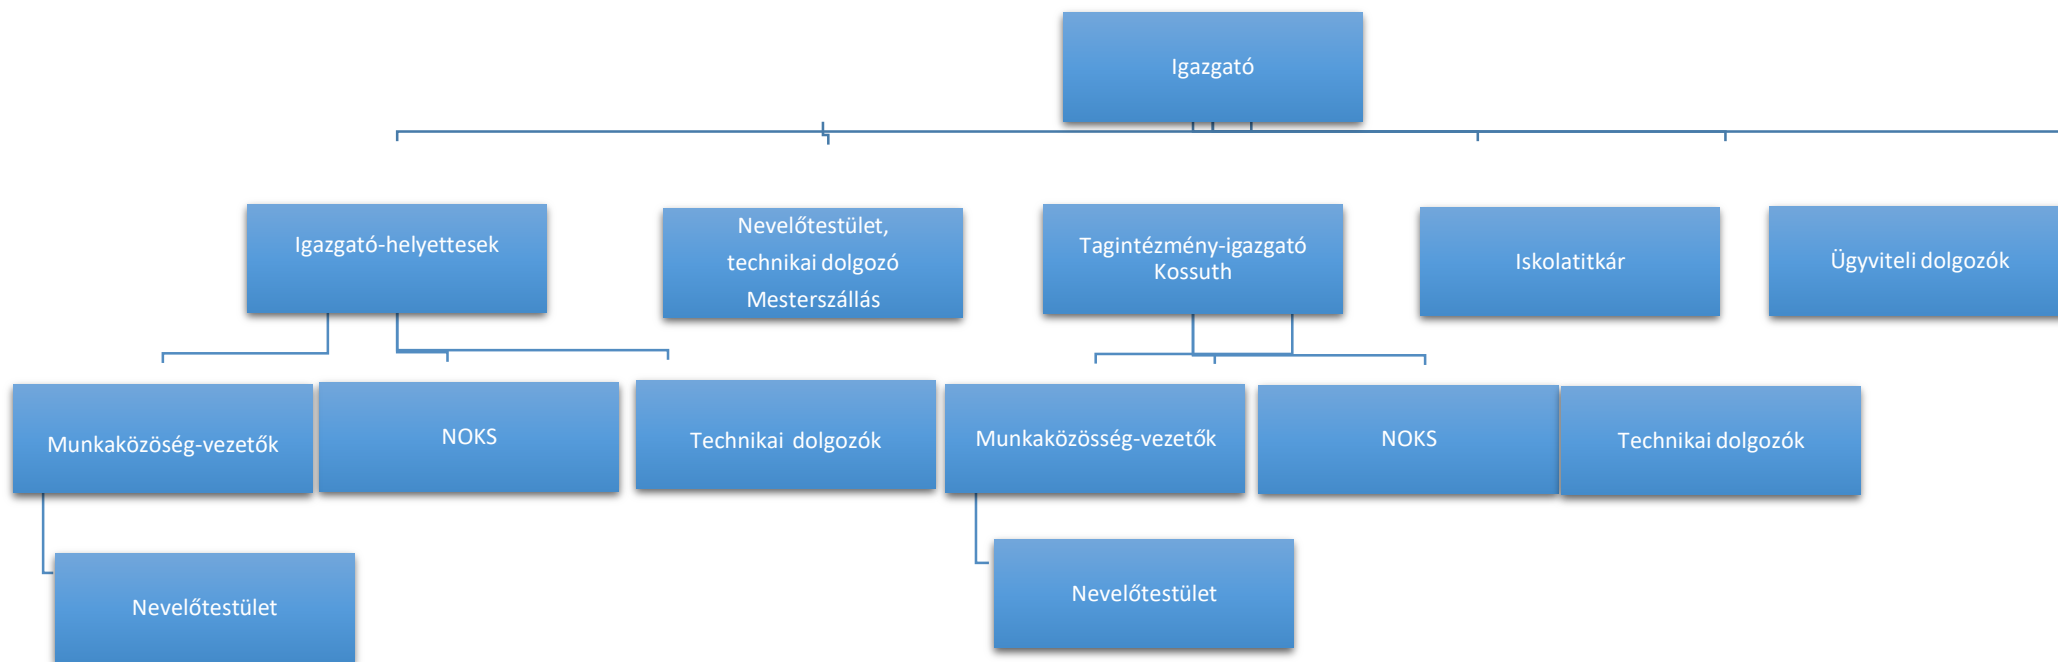 Igazgató
Igazgató-helyettesek
Nevelőtestület,
technikai dolgozó
Mesterszállás
Tagintézmény-igazgató
Kossuth
Iskolatitkár
Ügyviteli dolgozók
Munkaközöség-vezetők
NOKS
Technikai dolgozók
Munkaközösség-vezetők
NOKS
Technikai dolgozók
Nevelőtestület
Nevelőtestület